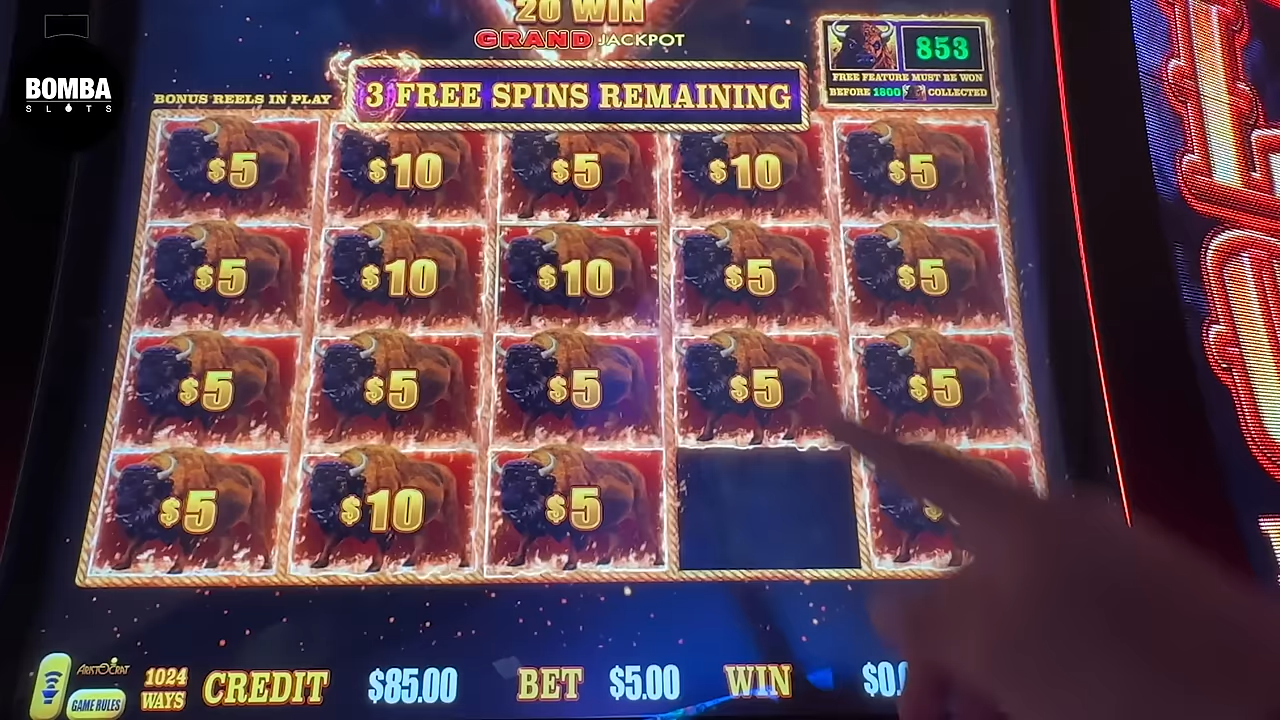 20 WIN
GRAND JACKPOT
BOMBA
SLOTS
853
FREE FEATURE MUST BE WON
BEFORE 1800 COLLECTED
BONUS REELS IN PLAY
3 FREE SPINS REMAINING
$5 $10 $5 $10 $5
$5 $10 $10 $5 $5
$5 $5 $5 $5 $5
$5 $10 $5
ARISTOCRAT
GAME RULES
1024
WAYS
CREDIT $85.00 BET $5.00 WIN